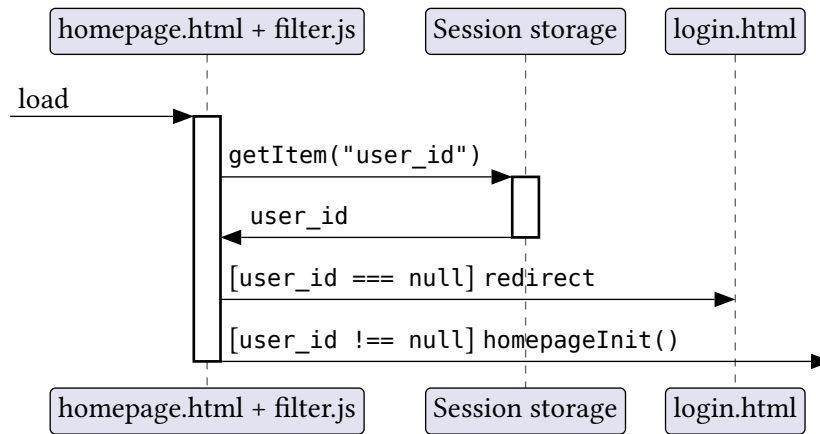 homepage.html + filter.js Session storage login.html
load
getItem("user_id")
user_id
[user_id === null] redirect
[user_id !== null] homepageInit()
homepage.html + filter.js Session storage login.html